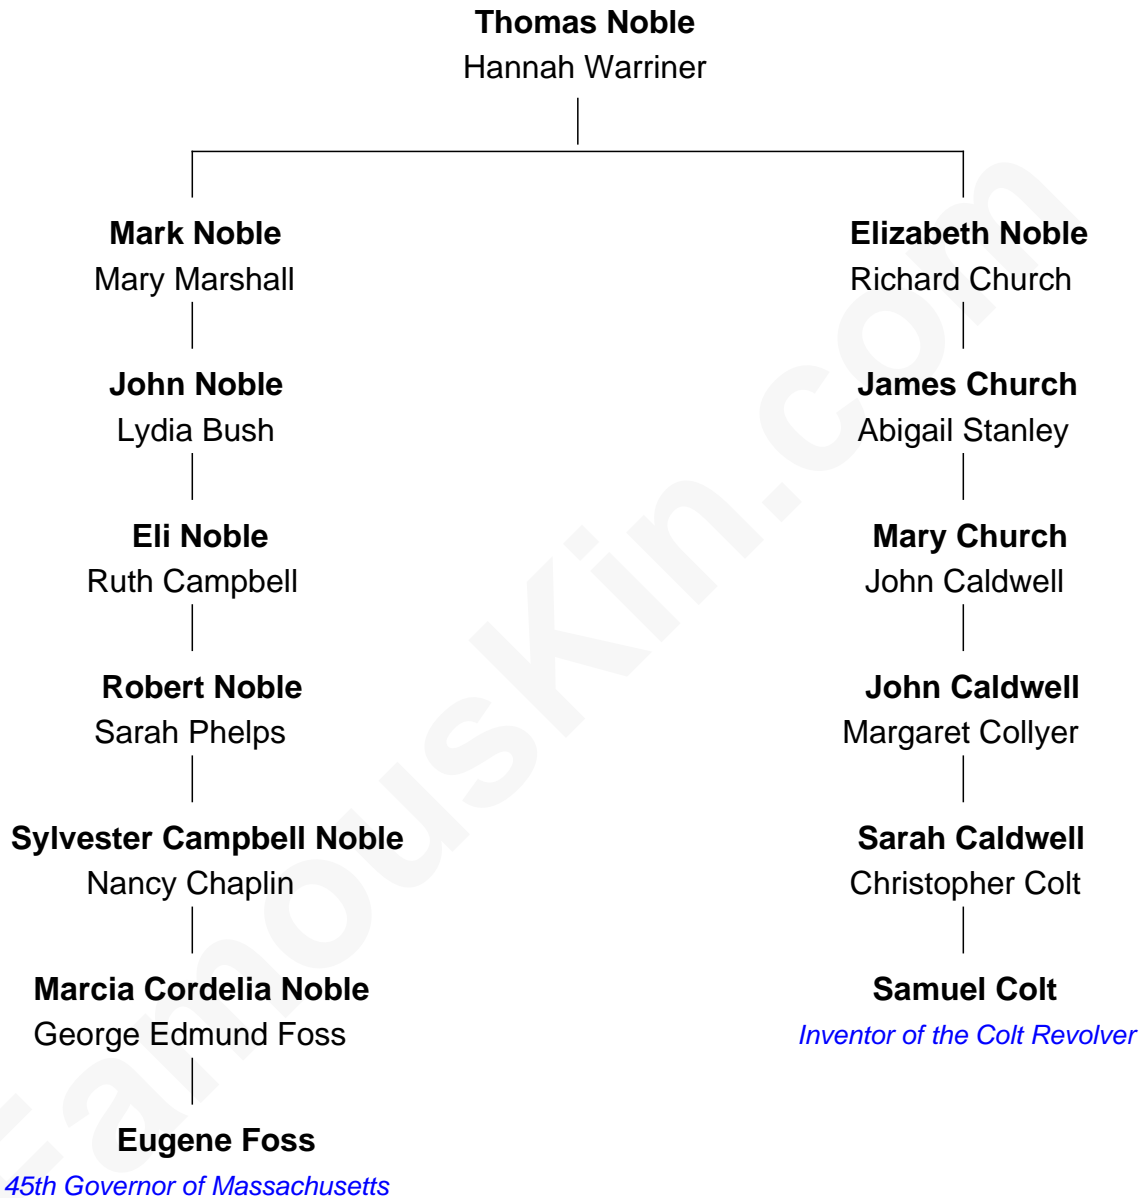 Thomas Noble
Hannah Warriner
Mark Noble
Mary Marshall
Elizabeth Noble
Richard Church
John Noble
Lydia Bush
James Church
Abigail Stanley
Eli Noble
Ruth Campbell
Mary Church
John Caldwell
Robert Noble
Sarah Phelps
John Caldwell
Margaret Collyer
Sylvester Campbell Noble
Nancy Chaplin
Sarah Caldwell
Christopher Colt
Marcia Cordelia Noble
George Edmund Foss
Samuel Colt
Inventor of the Colt Revolver
Eugene Foss
45th Governor of Massachusetts
FamousKin.com